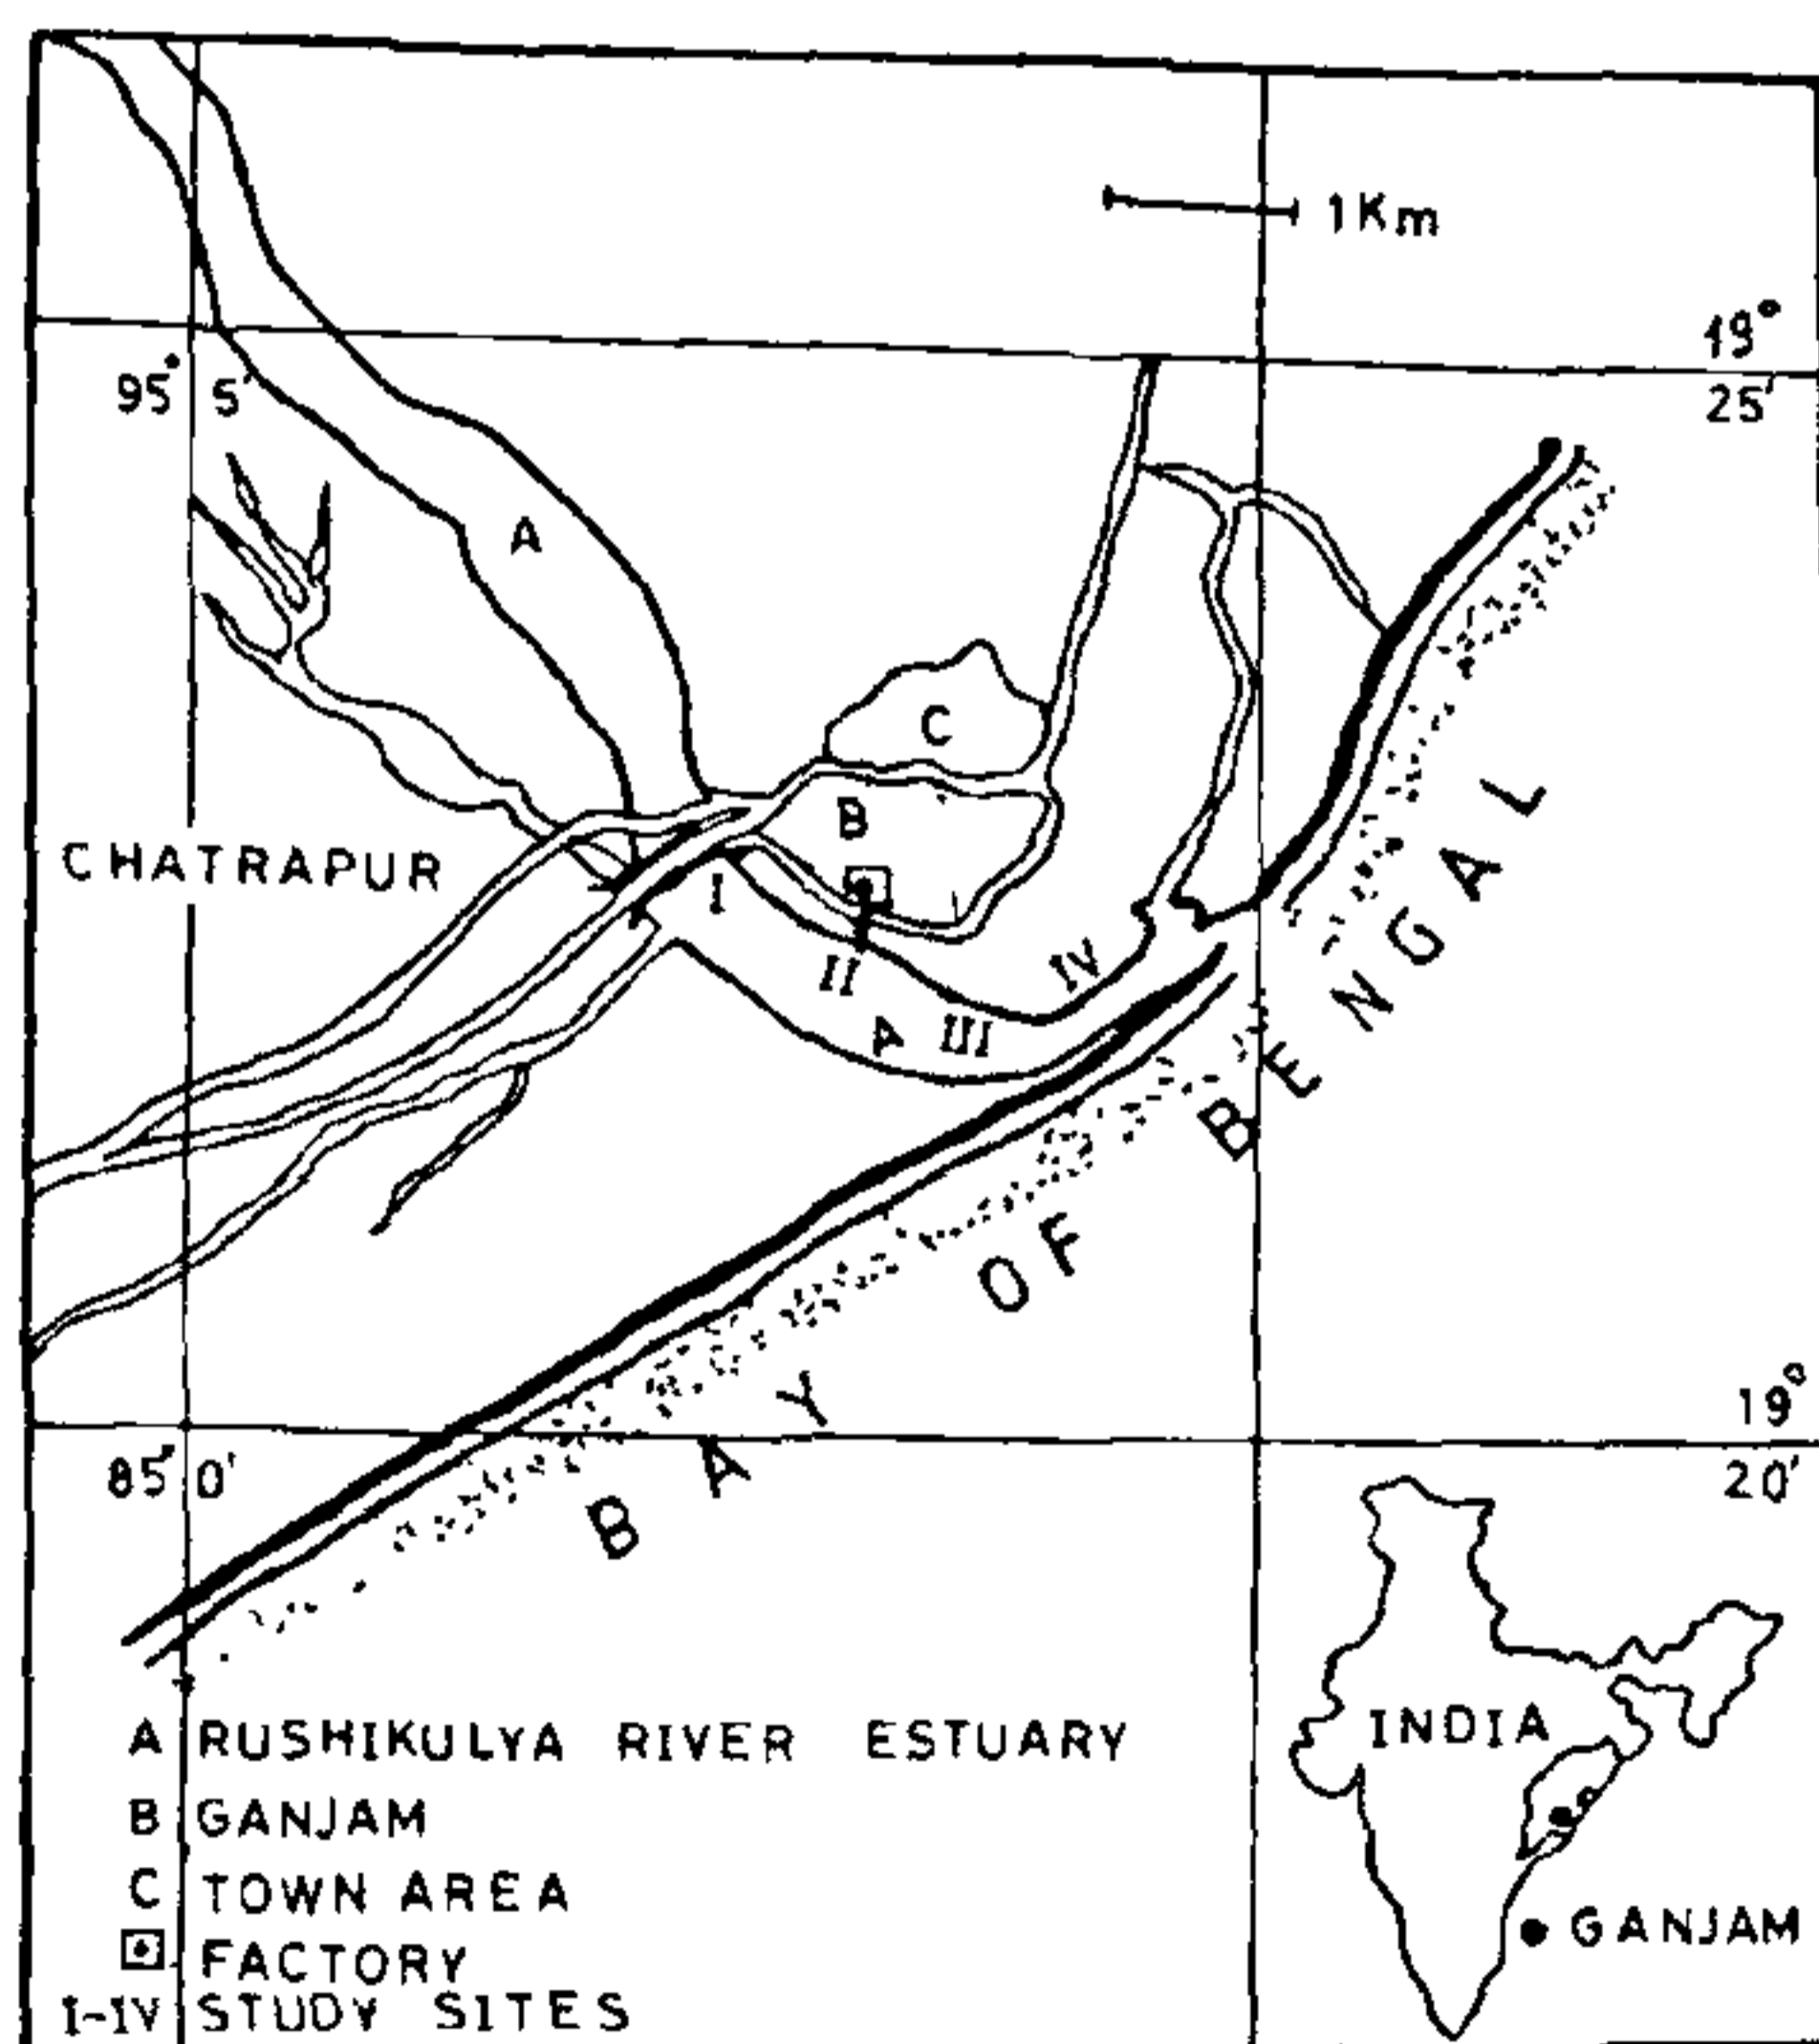 1Km
19°
95° 5'
25'
A
C
B
CHATRAPUR
I
II
IV
A III
BAY OF BENGAL
19°
85° 0'
20'
A RUSHIKULYA RIVER ESTUARY
B GANJAM
C TOWN AREA
FACTORY
I-IV STUDY SITES
INDIA
GANJAM